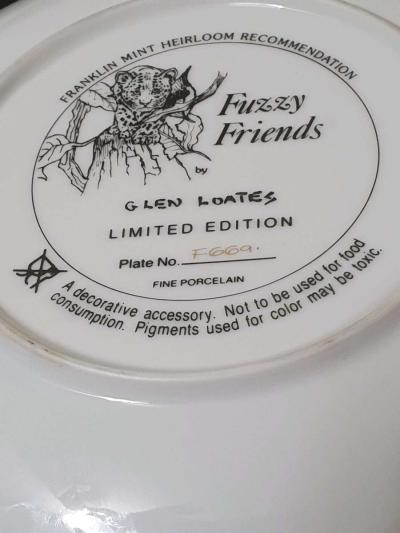 FRANKLIN MINT HEIRLOOM RECOMMENDATION
Fuzzy
Friends
by
GLEN LOATES
LIMITED EDITION
Plate No. F669.
FINE PORCELAIN
A decorative accessory. Not to be used for food
consumption. Pigments used for color may be toxic.